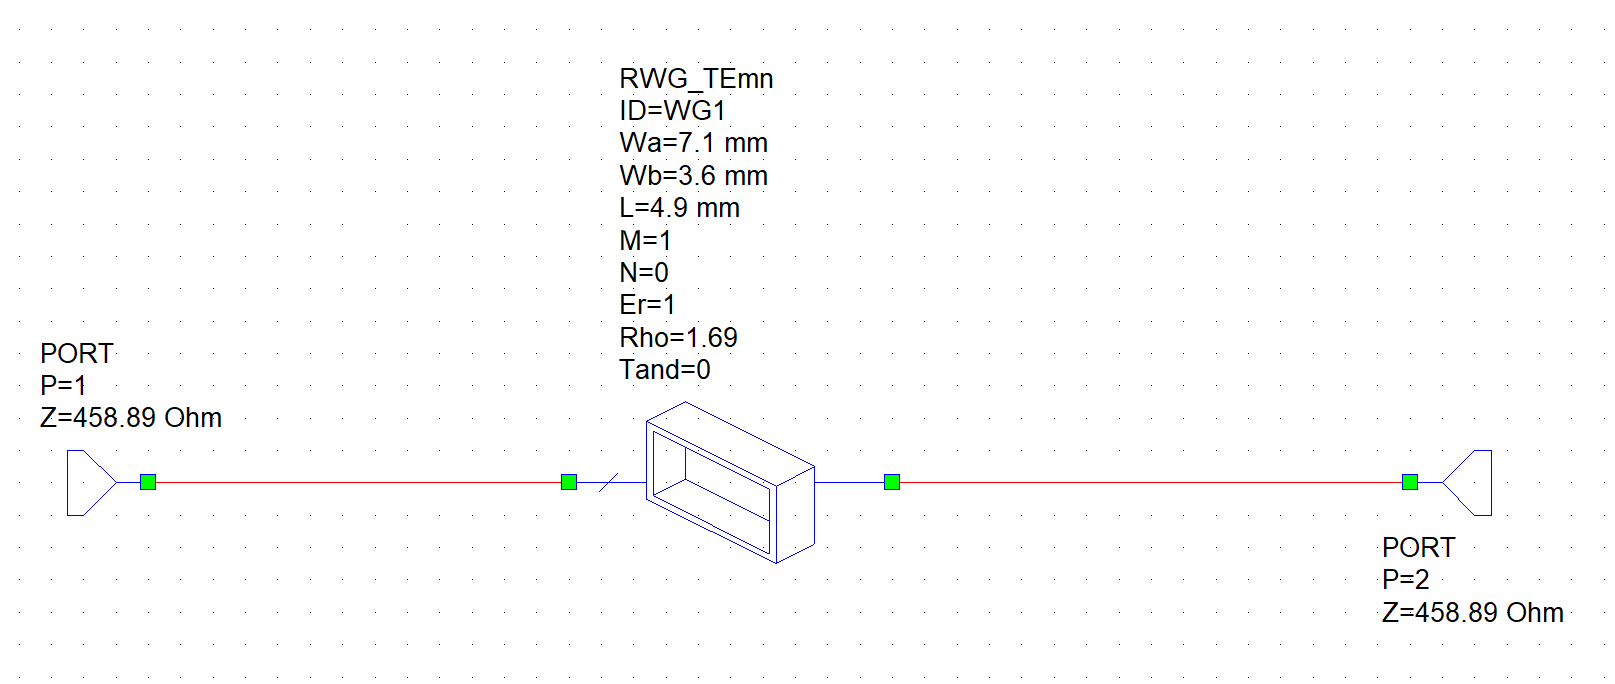 RWG_TEmn
ID=WG1
Wa=7.1 mm
Wb=3.6 mm
L=4.9 mm
M=1
N=0
Er=1
Rho=1.69
Tand=0
PORT
P=1
Z=458.89 Ohm
PORT
P=2
Z=458.89 Ohm